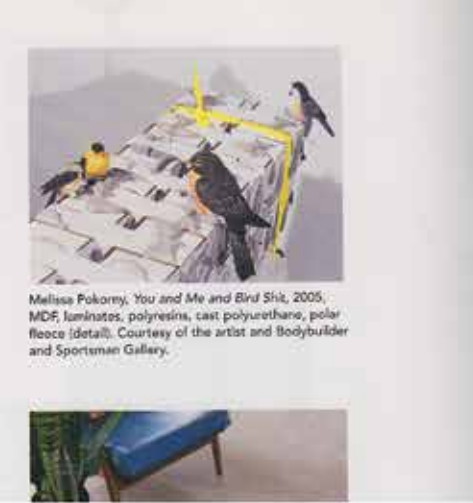 Melissa Pokorny, You and Me and Bird Shit, 2005,
MDF, laminates, polyresins, cast polyurethane, polar
fleece (detail). Courtesy of the artist and Bodybuilder
and Sportsman Gallery.